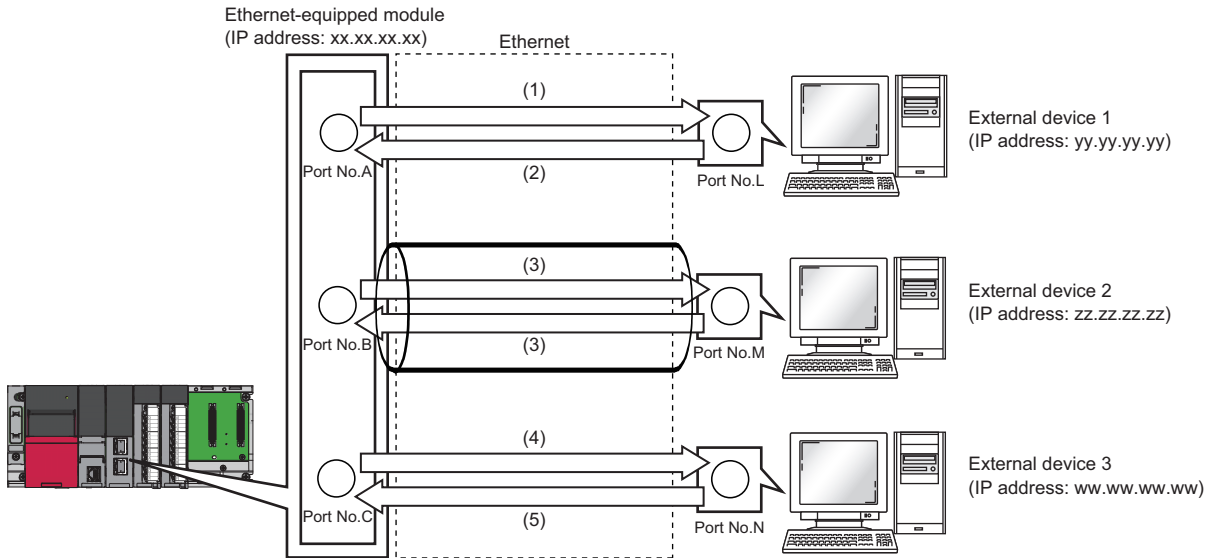 Ethernet-equipped module
(IP address: xx.xx.xx.xx)
Ethernet
(1)
Port No.A
(2)
Port No.L
External device 1
(IP address: yy.yy.yy.yy)
(3)
Port No.B
(3)
Port No.M
External device 2
(IP address: zz.zz.zz.zz)
(4)
Port No.C
(5)
Port No.N
External device 3
(IP address: ww.ww.ww.ww)